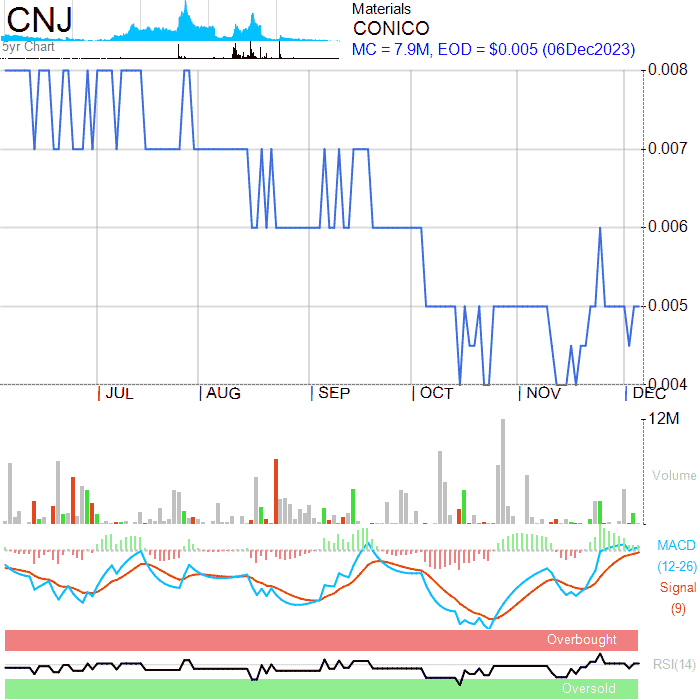 CNJ
5yr Chart
Materials
CONICO
MC = 7.9M, EOD = $0.005 (06Dec2023)
0.008
0.007
0.006
0.005
0.004
JUL AUG SEP OCT NOV DEC
12M
Volume
MACD
(12-26)
Signal
(9)
Overbought
RSI(14)
Oversold